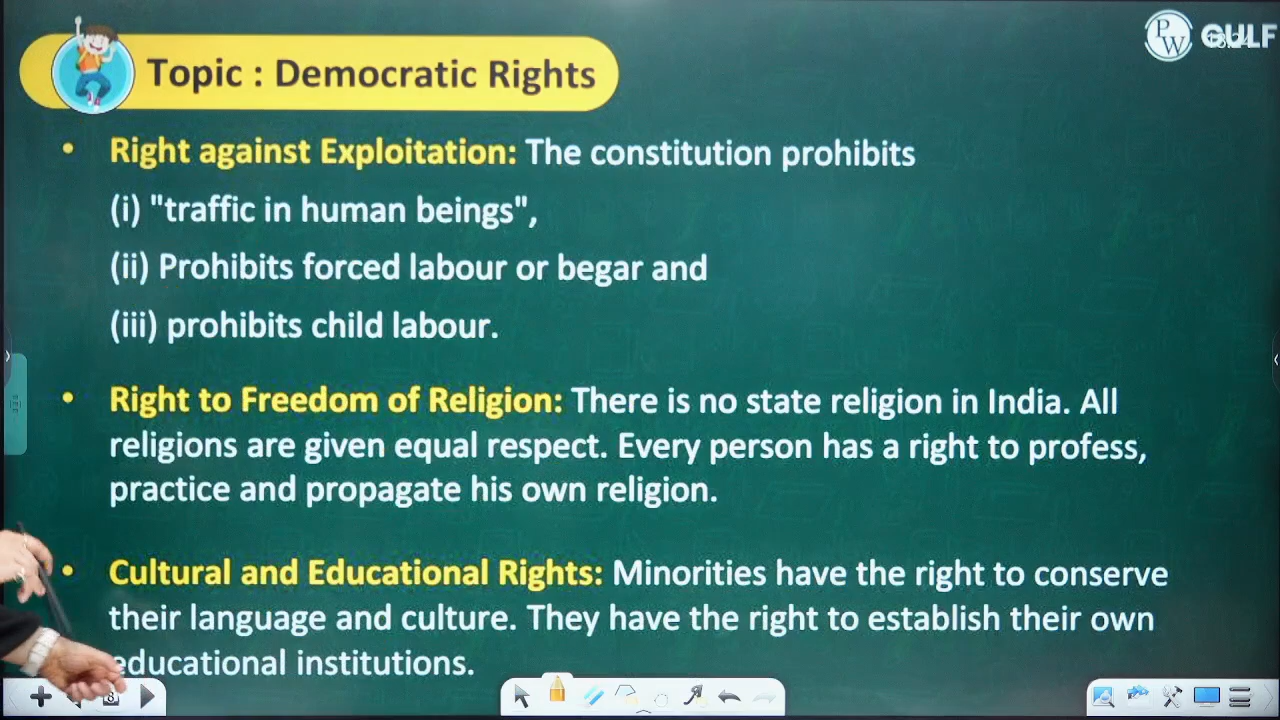 PW GULF
Topic : Democratic Rights
• Right against Exploitation: The constitution prohibits
(i) "traffic in human beings",
(ii) Prohibits forced labour or begar and
(iii) prohibits child labour.
• Right to Freedom of Religion: There is no state religion in India. All
religions are given equal respect. Every person has a right to profess,
practice and propagate his own religion.
• Cultural and Educational Rights: Minorities have the right to conserve
their language and culture. They have the right to establish their own
educational institutions.
8